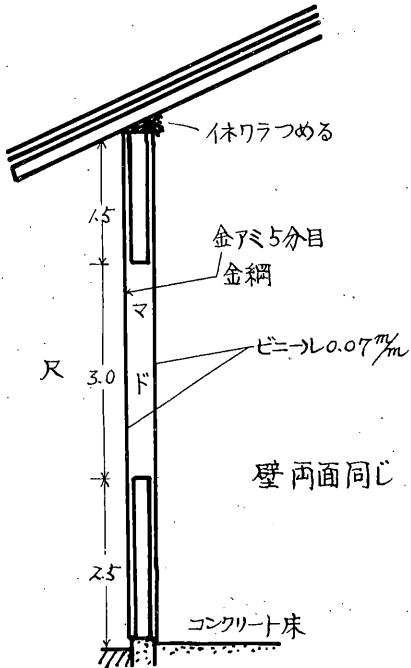 イネワラつめる
1.5
金アミ5分目
金網
マド
ビニール0.07m/m
尺
3.0
壁両面同じ
2.5
コンクリート床